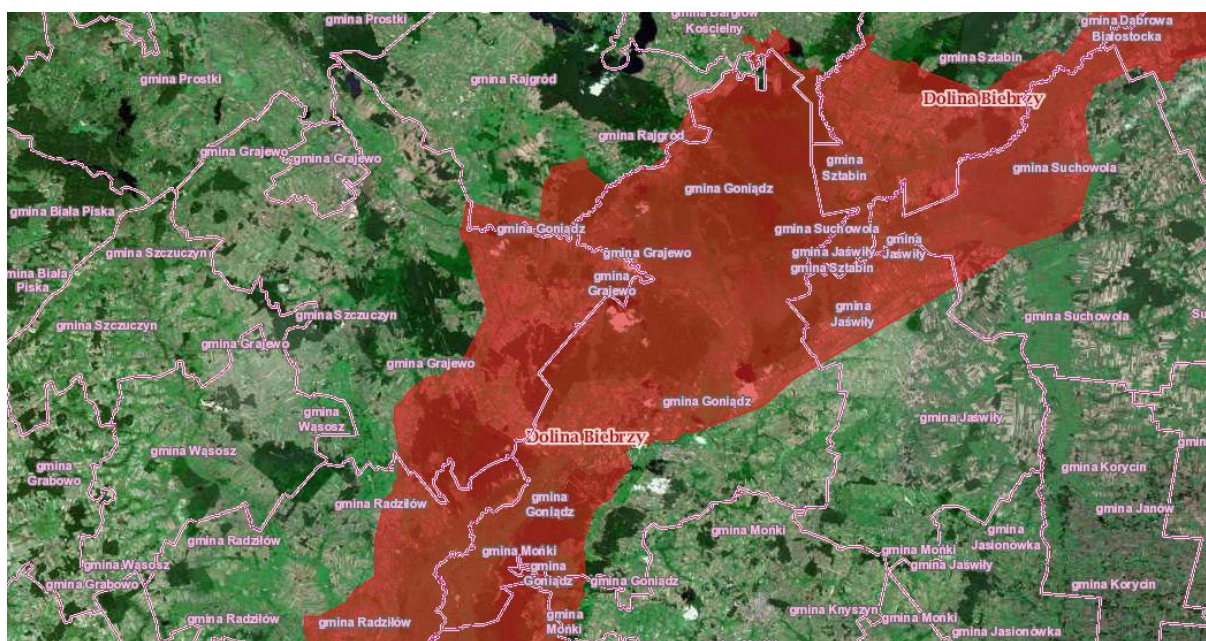 gmina Prostki
gmina Bargłów
Kościelny
gmina Dąbrowa
Białostocka
gmina Sztabin
gmina Prostki
gmina Rajgród
Dolina Biebrzy
gmina Rajgród
gmina Grajewo
gmina Grajewo
gmina
Sztabin
gmina Suchowola
gmina Goniądz
gmina Biała Piska
gmina Goniądz
gmina Suchowola
gmina Szczuczyn
gmina Grajewo
gmina Jaświły
gmina
Jaświły
gmina Sztabin
gmina Biała
Piska
gmina
Grajewo
gmina Szczuczyn
gmina Szczuczyn
gmina
Jaświły
gmina Suchowola
Su
gmina Grajewo
gmina Grajewo
gmina Goniądz
gmina
Wąsosz
gmina Jaświły
Dolina Biebrzy
gmina
gmina Wąsosz
gmina
Grabowo
gmina Korycin
gmina Radziłów
gmina
Goniądz
gmina Janów
gmina Mońki
gmina
Jasionówka
gmina Radziłów
gmina Mońki
gmina Mońki
gmina Wąsosz
gmina
Goniądz
gmina Goniądz
gmina Jaświły
gmina Grabowo
gmina Korycin
gmina Knyszyn
gmina Mońki
gmina Radziłów
gmina Radziłów
gmina
Mońki
gmina Jasionówka